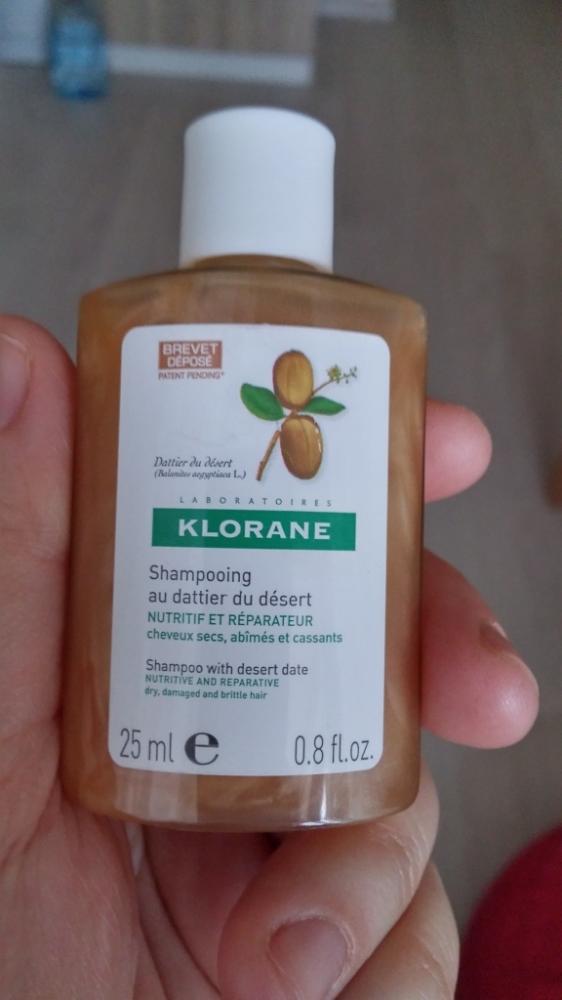 BREVET
DÉPOSÉ
PATENT PENDING*
Dattier du désert
(Balanites aegyptiaca L.)
LABORATOIRES
KLORANE
Shampooing
au dattier du désert
NUTRITIF ET RÉPARATEUR
cheveux secs, abîmés et cassants
Shampoo with desert date
NUTRITIVE AND REPARATIVE
dry, damaged and brittle hair
25 ml e 0.8 fl.oz.